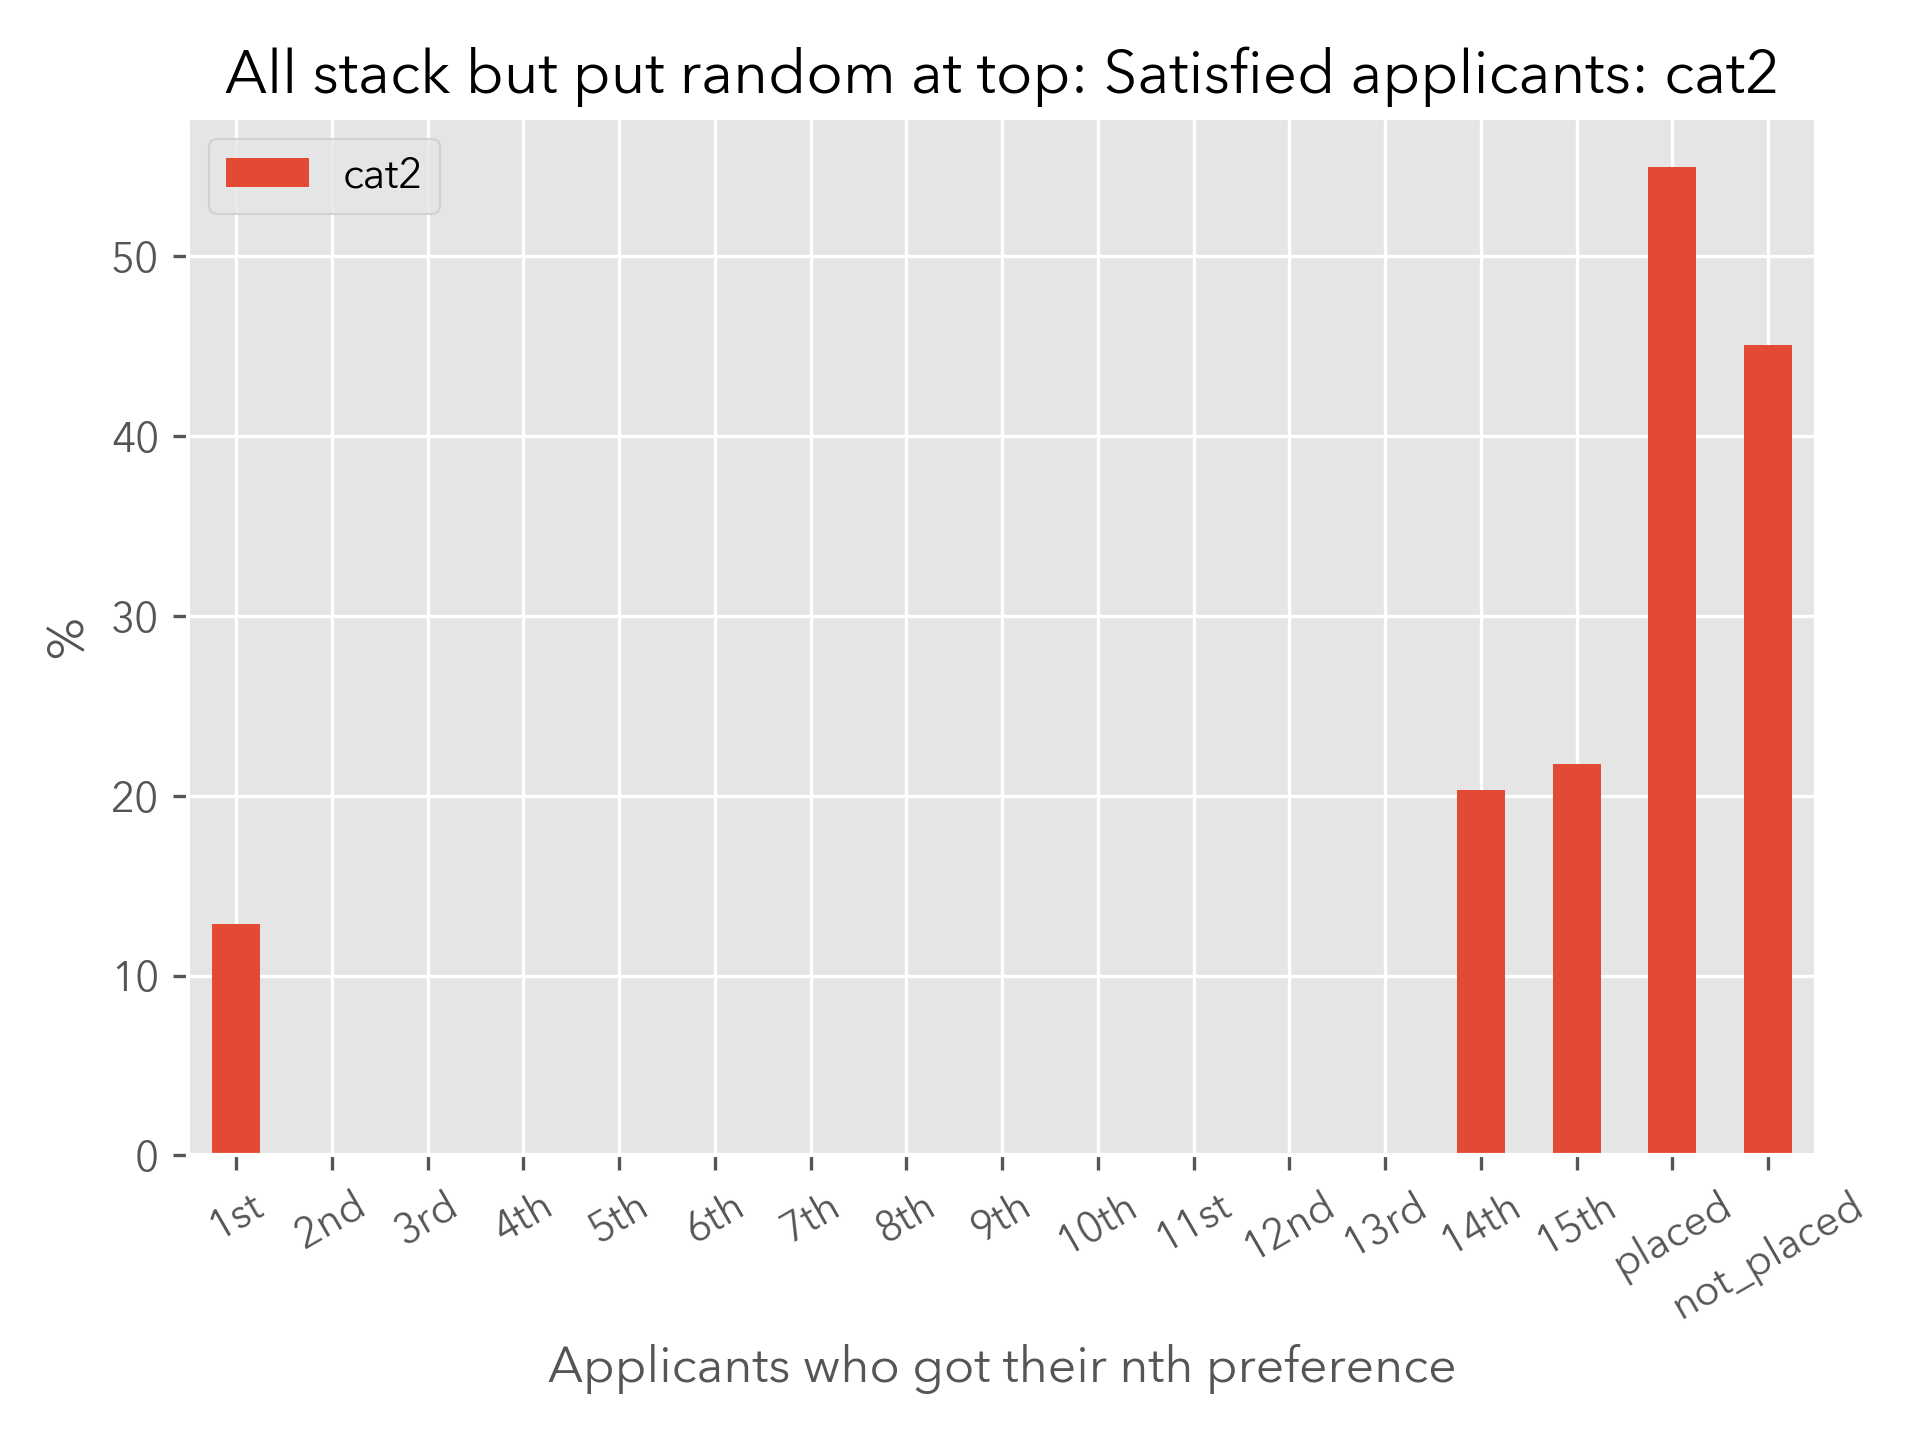 All stack but put random at top: Satisfied applicants: cat2
cat2
50
40
30
20
10
0
%
1st 2nd 3rd 4th 5th 6th 7th 8th 9th 10th 11st 12nd 13rd 14th 15th placed not_placed
Applicants who got their nth preference